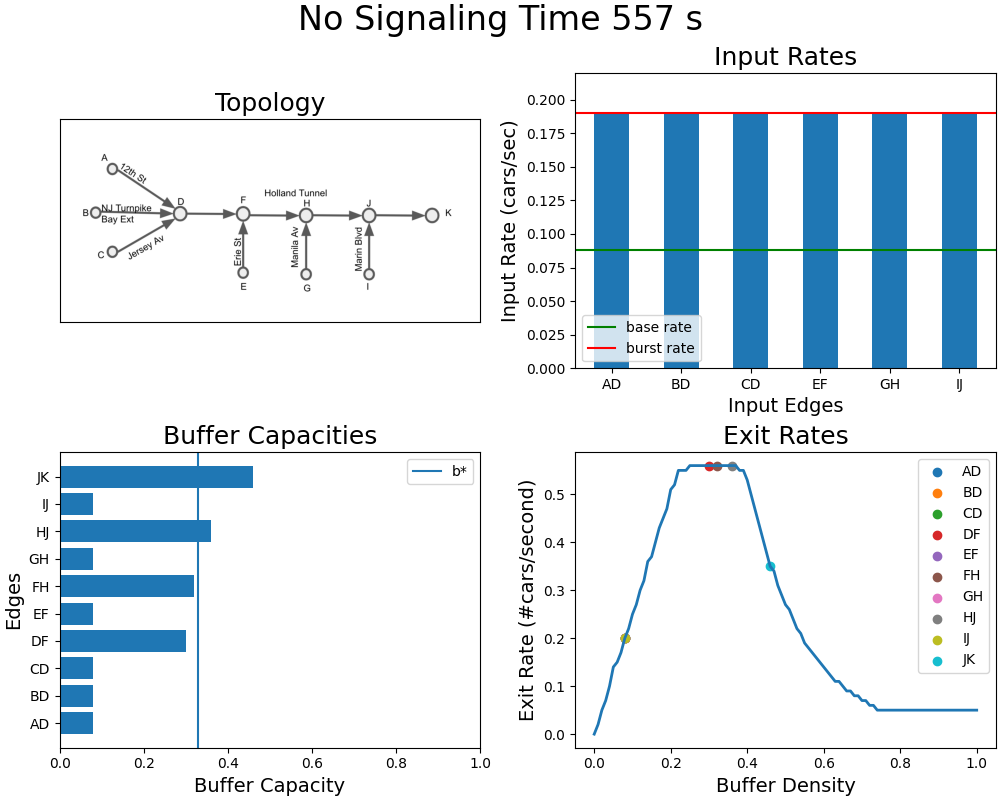 No Signaling Time 557 s
Topology
A
12th St
B
NJ Turnpike
Bay Ext
C
Jersey Av
D
F
Holland Tunnel
H
J
K
Erie St
Manila Av
Marin Blvd
E
G
I
Input Rates
Input Rate (cars/sec)
0.200
0.175
0.150
0.125
0.100
0.075
0.050
0.025
0.000
base rate
burst rate
AD BD CD EF GH IJ
Input Edges
Buffer Capacities
Edges
JK
IJ
HJ
GH
FH
EF
DF
CD
BD
AD
b*
0.0 0.2 0.4 0.6 0.8 1.0
Buffer Capacity
Exit Rates
Exit Rate (#cars/second)
0.5
0.4
0.3
0.2
0.1
0.0
AD
BD
CD
DF
EF
FH
GH
HJ
IJ
JK
0.0 0.2 0.4 0.6 0.8 1.0
Buffer Density